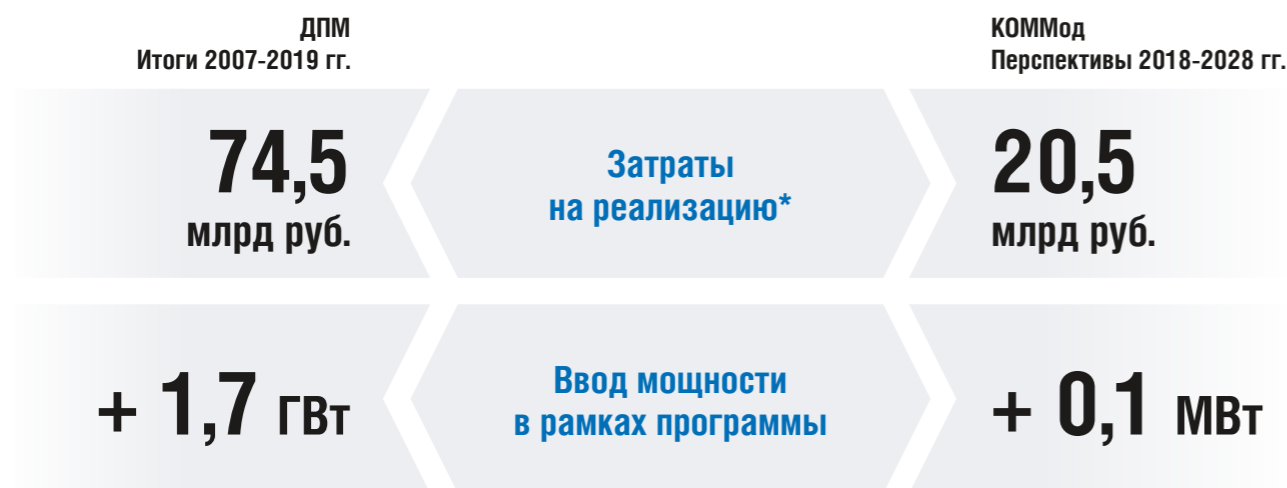 ДПМ
Итоги 2007-2019 гг.
КОММод
Перспективы 2018-2028 гг.
74,5
млрд руб.
Затраты
на реализацию*
20,5
млрд руб.
+ 1,7 ГВт
Ввод мощности
в рамках программы
+ 0,1 МВт